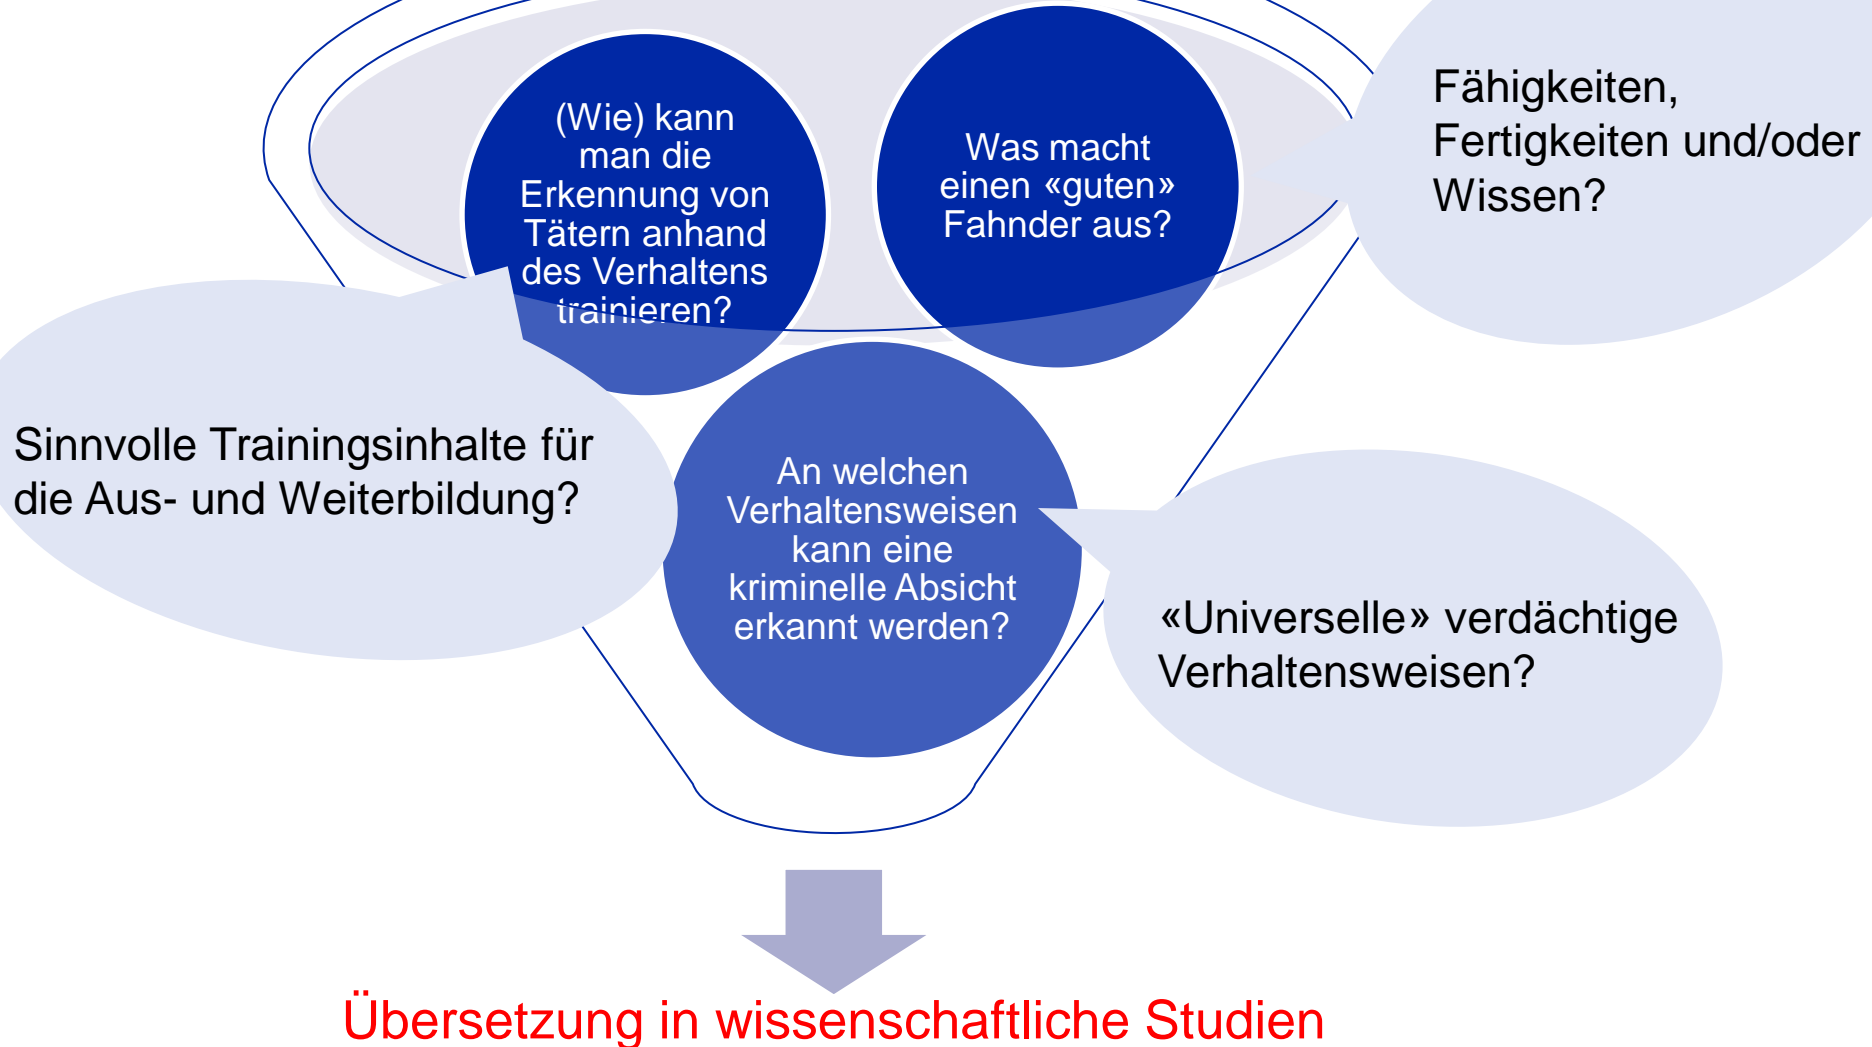 (Wie) kann
man die
Erkennung von
Tätern anhand
des Verhaltens
trainieren?
Was macht
einen «guten»
Fahnder aus?
Fähigkeiten,
Fertigkeiten und/oder
Wissen?
Sinnvolle Trainingsinhalte für
die Aus- und Weiterbildung?
An welchen
Verhaltensweisen
kann eine
kriminelle Absicht
erkannt werden?
«Universelle» verdächtige
Verhaltensweisen?
Übersetzung in wissenschaftliche Studien